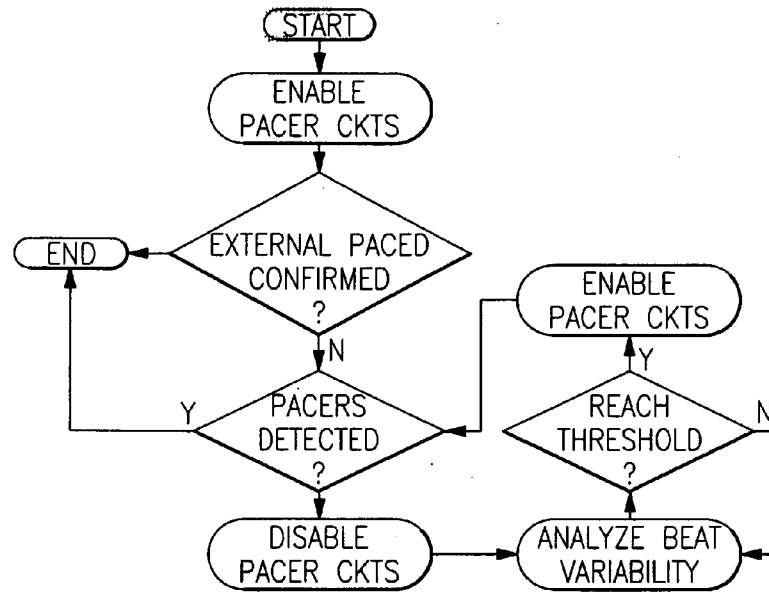 START
ENABLE
PACER CKTS
END
EXTERNAL PACED
CONFIRMED
?
N
ENABLE
PACER CKTS
Y
Y
PACERS
DETECTED
?
REACH
THRESHOLD
?
N
DISABLE
PACER CKTS
ANALYZE BEAT
VARIABILITY